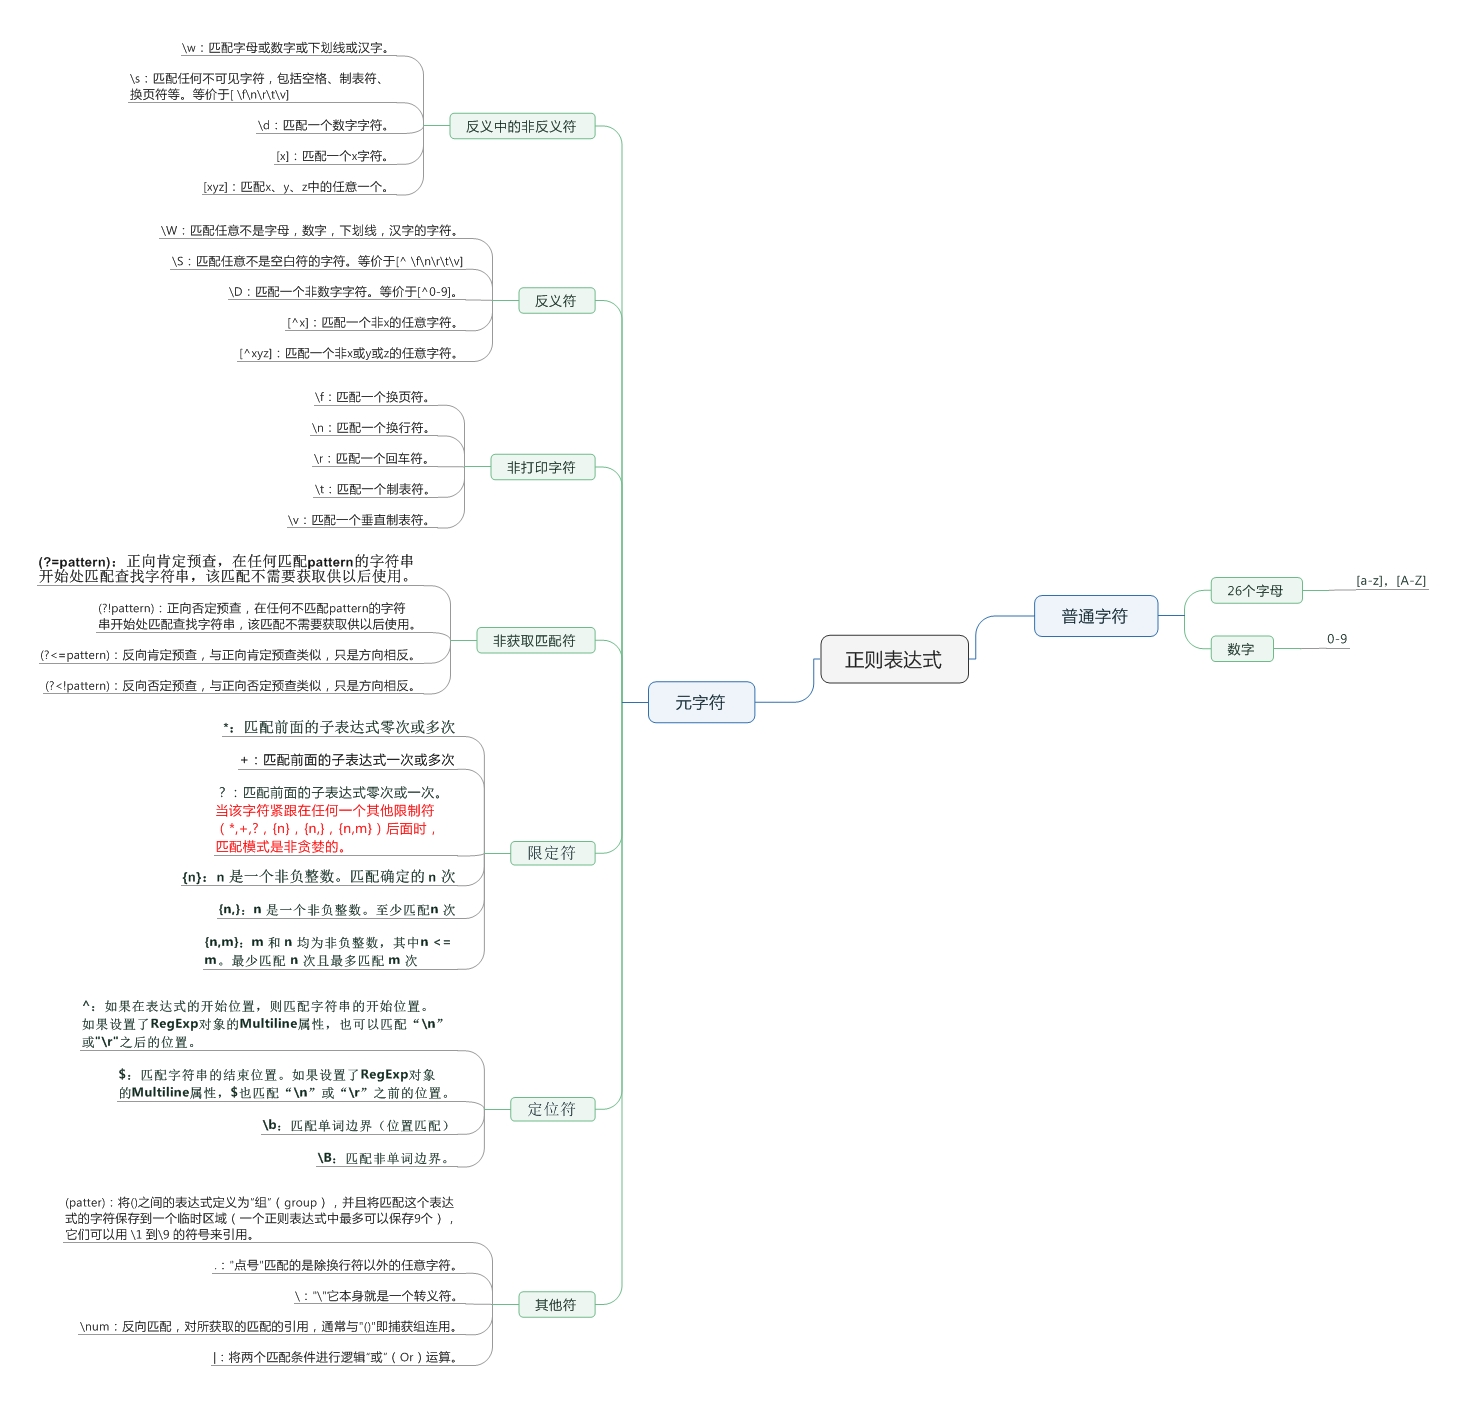 \w：匹配字母或数字或下划线或汉字。
\s：匹配任何不可见字符，包括空格、制表符、
换页符等。等价于[ \f\n\r\t\v]
\d：匹配一个数字字符。
[x]：匹配一个x字符。
[xyz]：匹配x、y、z中的任意一个。
反义中的非反义符
\W：匹配任意不是字母，数字，下划线，汉字的字符。
\S：匹配任意不是空白符的字符。等价于[^ \f\n\r\t\v]
\D：匹配一个非数字字符。等价于[^0-9]。
[^x]：匹配一个非x的任意字符。
[^xyz]：匹配一个非x或y或z的任意字符。
反义符
\f：匹配一个换页符。
\n：匹配一个换行符。
\r：匹配一个回车符。
\t：匹配一个制表符。
\v：匹配一个垂直制表符。
非打印字符
(?=pattern)：正向肯定预查，在任何匹配pattern的字符串
开始处匹配查找字符串，该匹配不需要获取供以后使用。
(?!pattern)：正向否定预查，在任何不匹配pattern的字符
串开始处匹配查找字符串，该匹配不需要获取供以后使用。
(?<=pattern)：反向肯定预查，与正向肯定预查类似，只是方向相反。
(?<!pattern)：反向否定预查，与正向否定预查类似，只是方向相反。
非获取匹配符
*：匹配前面的子表达式零次或多次
+：匹配前面的子表达式一次或多次
？：匹配前面的子表达式零次或一次。
当该字符紧跟在任何一个其他限制符
（*,+,?，{n}，{n,}，{n,m}）后面时，
匹配模式是非贪婪的。
{n}：n 是一个非负整数。匹配确定的 n 次
{n,}：n 是一个非负整数。至少匹配n 次
{n,m}：m 和 n 均为非负整数，其中n <=
m。最少匹配 n 次且最多匹配 m 次
限定符
^：如果在表达式的开始位置，则匹配字符串的开始位置。
如果设置了RegExp对象的Multiline属性，也可以匹配“\n”
或"\r"之后的位置。
$：匹配字符串的结束位置。如果设置了RegExp对象
的Multiline属性，$也匹配“\n”或“\r”之前的位置。
\b：匹配单词边界（位置匹配）
\B：匹配非单词边界。
定位符
(patter)：将()之间的表达式定义为“组”（group），并且将匹配这个表达
式的字符保存到一个临时区域（一个正则表达式中最多可以保存9个），
它们可以用 \1 到\9 的符号来引用。
.："点号"匹配的是除换行符以外的任意字符。
\："\"它本身就是一个转义符。
\num：反向匹配，对所获取的匹配的引用，通常与"()"即捕获组连用。
|：将两个匹配条件进行逻辑“或”（Or）运算。
其他符
元字符
正则表达式
普通字符
26个字母
[a-z]，[A-Z]
数字
0-9